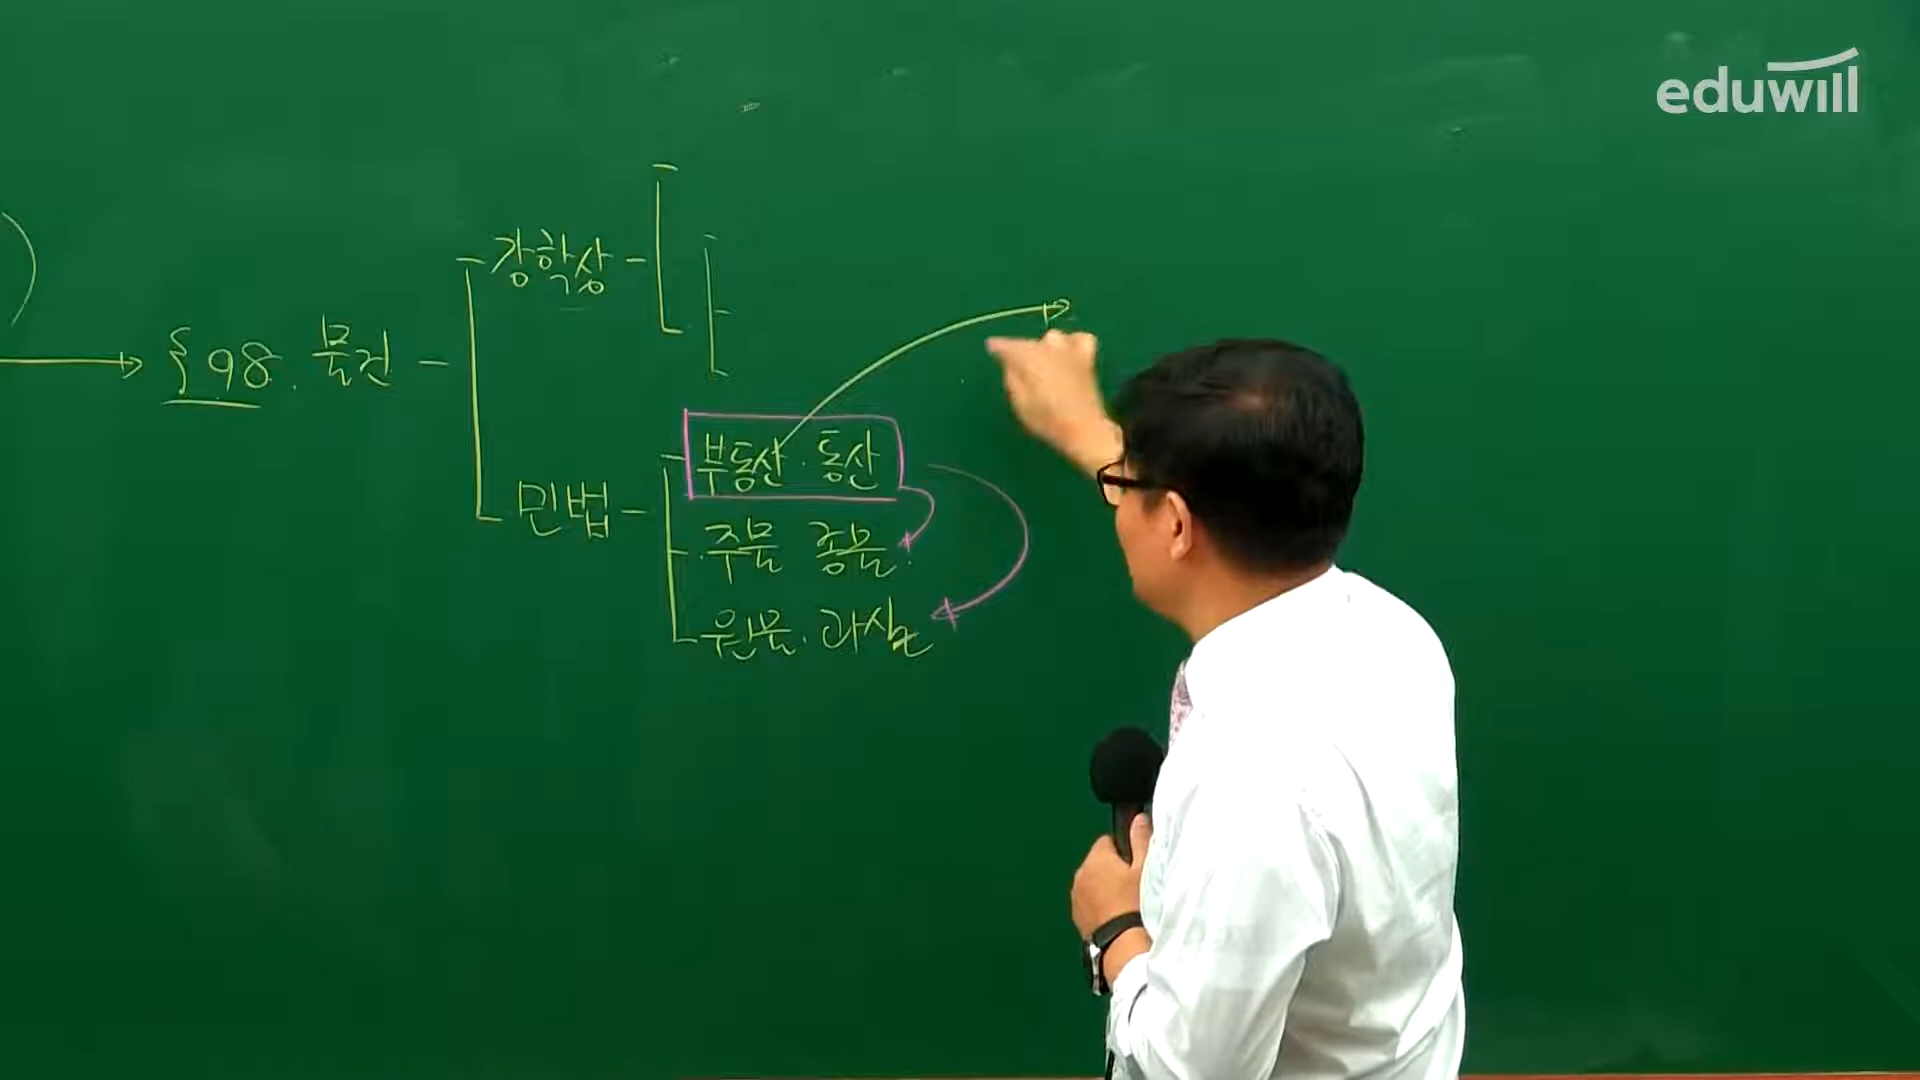 eduwill
강학상
§98. 물건
부동산 · 동산
민법
주물 종물
원물 · 과실